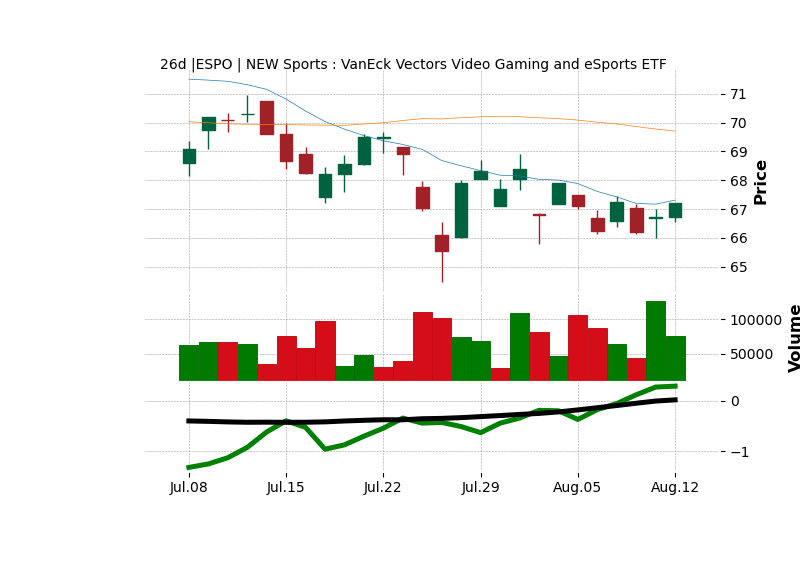 26d |ESPO | NEW Sports : VanEck Vectors Video Gaming and eSports ETF
71
70
69
68
67
66
65
Price
100000
50000
Volume
0
−1
Jul.08 Jul.15 Jul.22 Jul.29 Aug.05 Aug.12